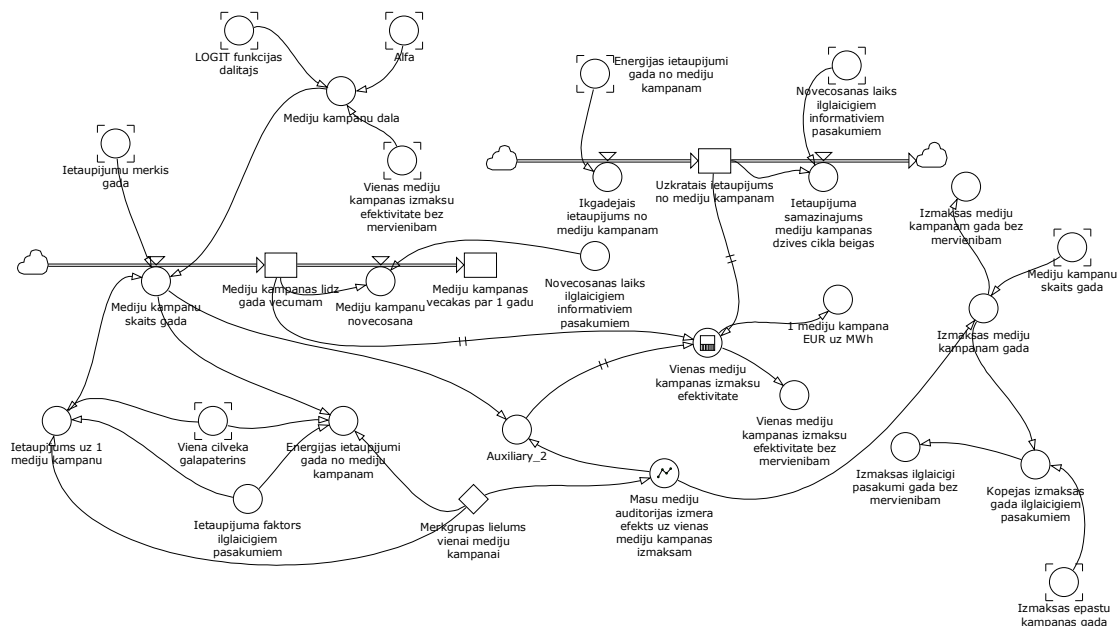 LOGIT funkcijas
dalitajs
Alfa
Mediju kampanu dala
Ietaupijumu merkis
gada
Vienas mediju
kampanas izmaksu
efektivitate bez
mervienibam
Energijas ietaupijumi
gada no mediju
kampanam
Novecosanas laiks
ilglaicigiem
informativiem
pasakumiem
Ikgadejais
ietaupijums no
mediju kampanam
Uzkratais ietaupijums
no mediju kampanam
Ietaupijuma
samazinajums
mediju kampanas
dzives cikla beigas
Izmaksas mediju
kampanam gada bez
mervienibam
Mediju kampanu
skaits gada
Mediju kampanu
skaits gada
Mediju kampanas lidz
gada vecumam
Mediju kampanu
novecosana
Mediju kampanas
vecakas par 1 gadu
Novecosanas laiks
ilglaicigiem
informativiem
pasakumiem
1 mediju kampana
EUR uz MWh
Izmaksas mediju
kampanam gada
Vienas mediju
kampanas izmaksu
efektivitate
Vienas mediju
kampanas izmaksu
efektivitate bez
mervienibam
Ietaupijums uz 1
mediju kampanu
Viena cilveka
galapaterins
Energijas ietaupijumi
gada no mediju
kampanam
Auxiliary_2
Ietaupijuma faktors
ilglaicigiem
pasakumiem
Merkgrupas lielums
vienai mediju
kampanai
Masu mediju
auditorijas izmera
efekts uz vienas
mediju kampanas
izmaksam
Izmaksas ilglaicigi
pasakumi gada bez
mervienibam
Kopejas izmaksas
gada ilglaicigiem
pasakumiem
Izmaksas epastu
kampanas gada